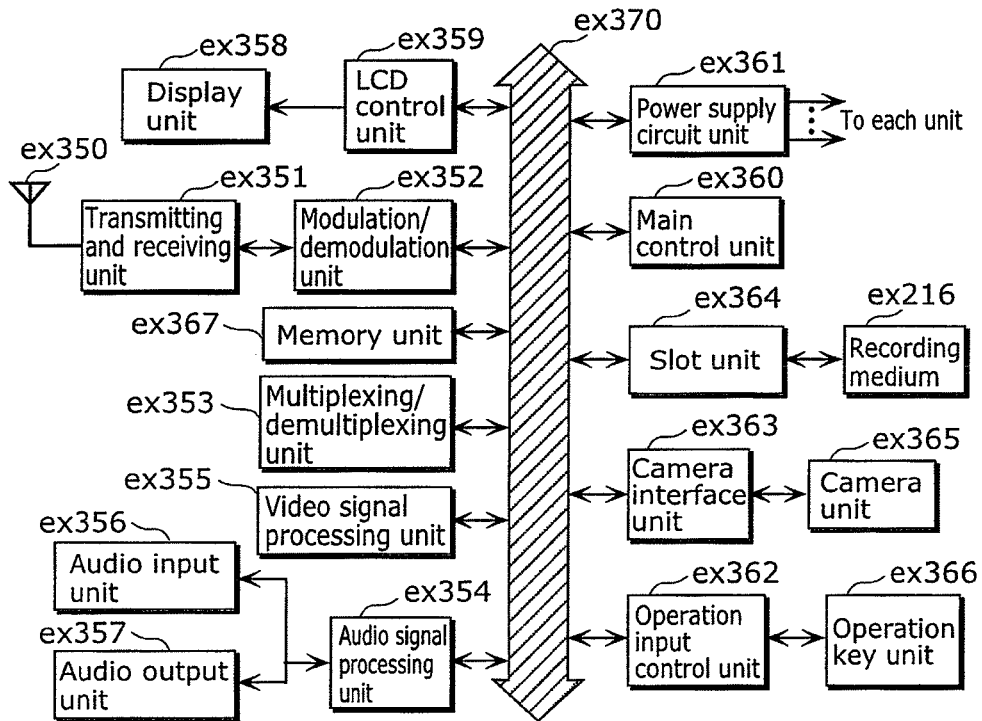 ex370
ex358
ex359
Display
unit
LCD
control
unit
ex361
Power supply
circuit unit
To each unit
ex350
ex351
ex352
Transmitting
and receiving
unit
Modulation/
demodulation
unit
ex360
Main
control unit
ex367
Memory unit
ex364
Slot unit
ex216
Recording
medium
ex353
Multiplexing/
demultiplexing
unit
ex363
Camera
interface
unit
ex365
Camera
unit
ex355
Video signal
processing unit
ex356
Audio input
unit
ex357
Audio output
unit
ex354
Audio signal
processing
unit
ex362
Operation
input
control unit
ex366
Operation
key unit